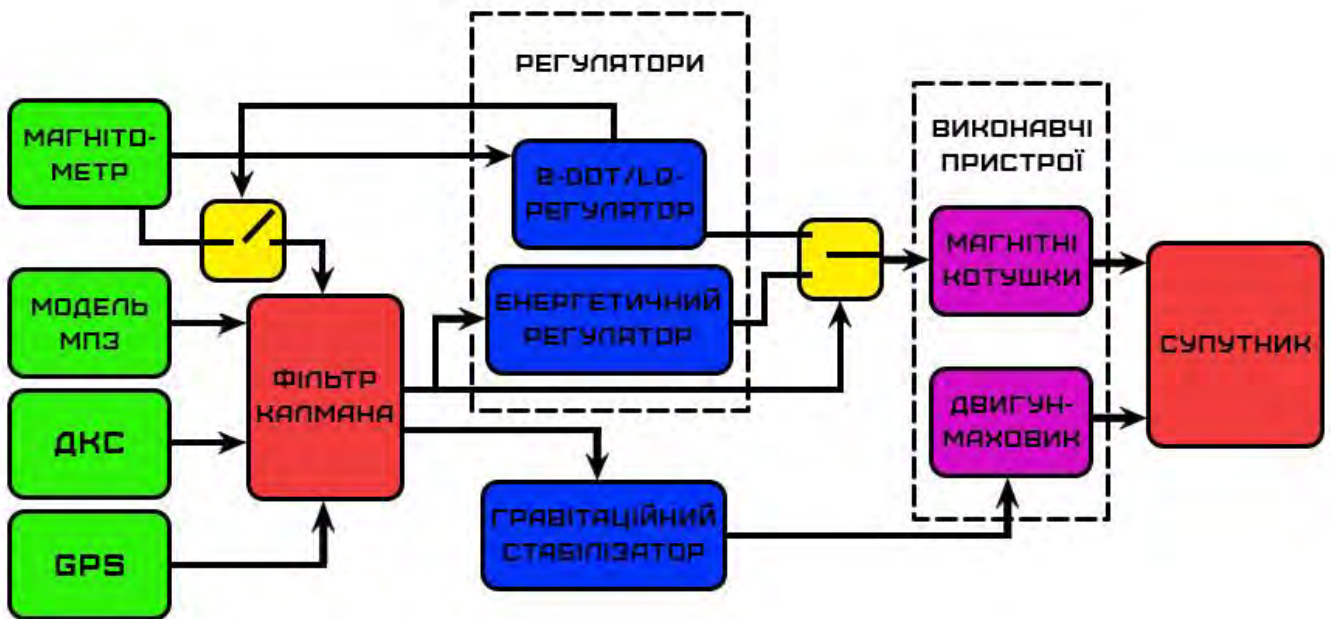 РЕГУЛЯТОРИ
МАГНІТО-
МЕТР
B-DOT/LQ-
РЕГУЛЯТОР
ВИКОНАВЧІ
ПРИСТРОЇ
МАГНІТНІ
КОТУШКИ
МОДЕЛЬ
МПЗ
ЕНЕРГЕТИЧНИЙ
РЕГУЛЯТОР
СУПУТНИК
ФІЛЬТР
КАЛМАНА
ДКС
ДВИГУН-
МАХОВИК
ГРАВІТАЦІЙНИЙ
СТАБІЛІЗАТОР
GPS